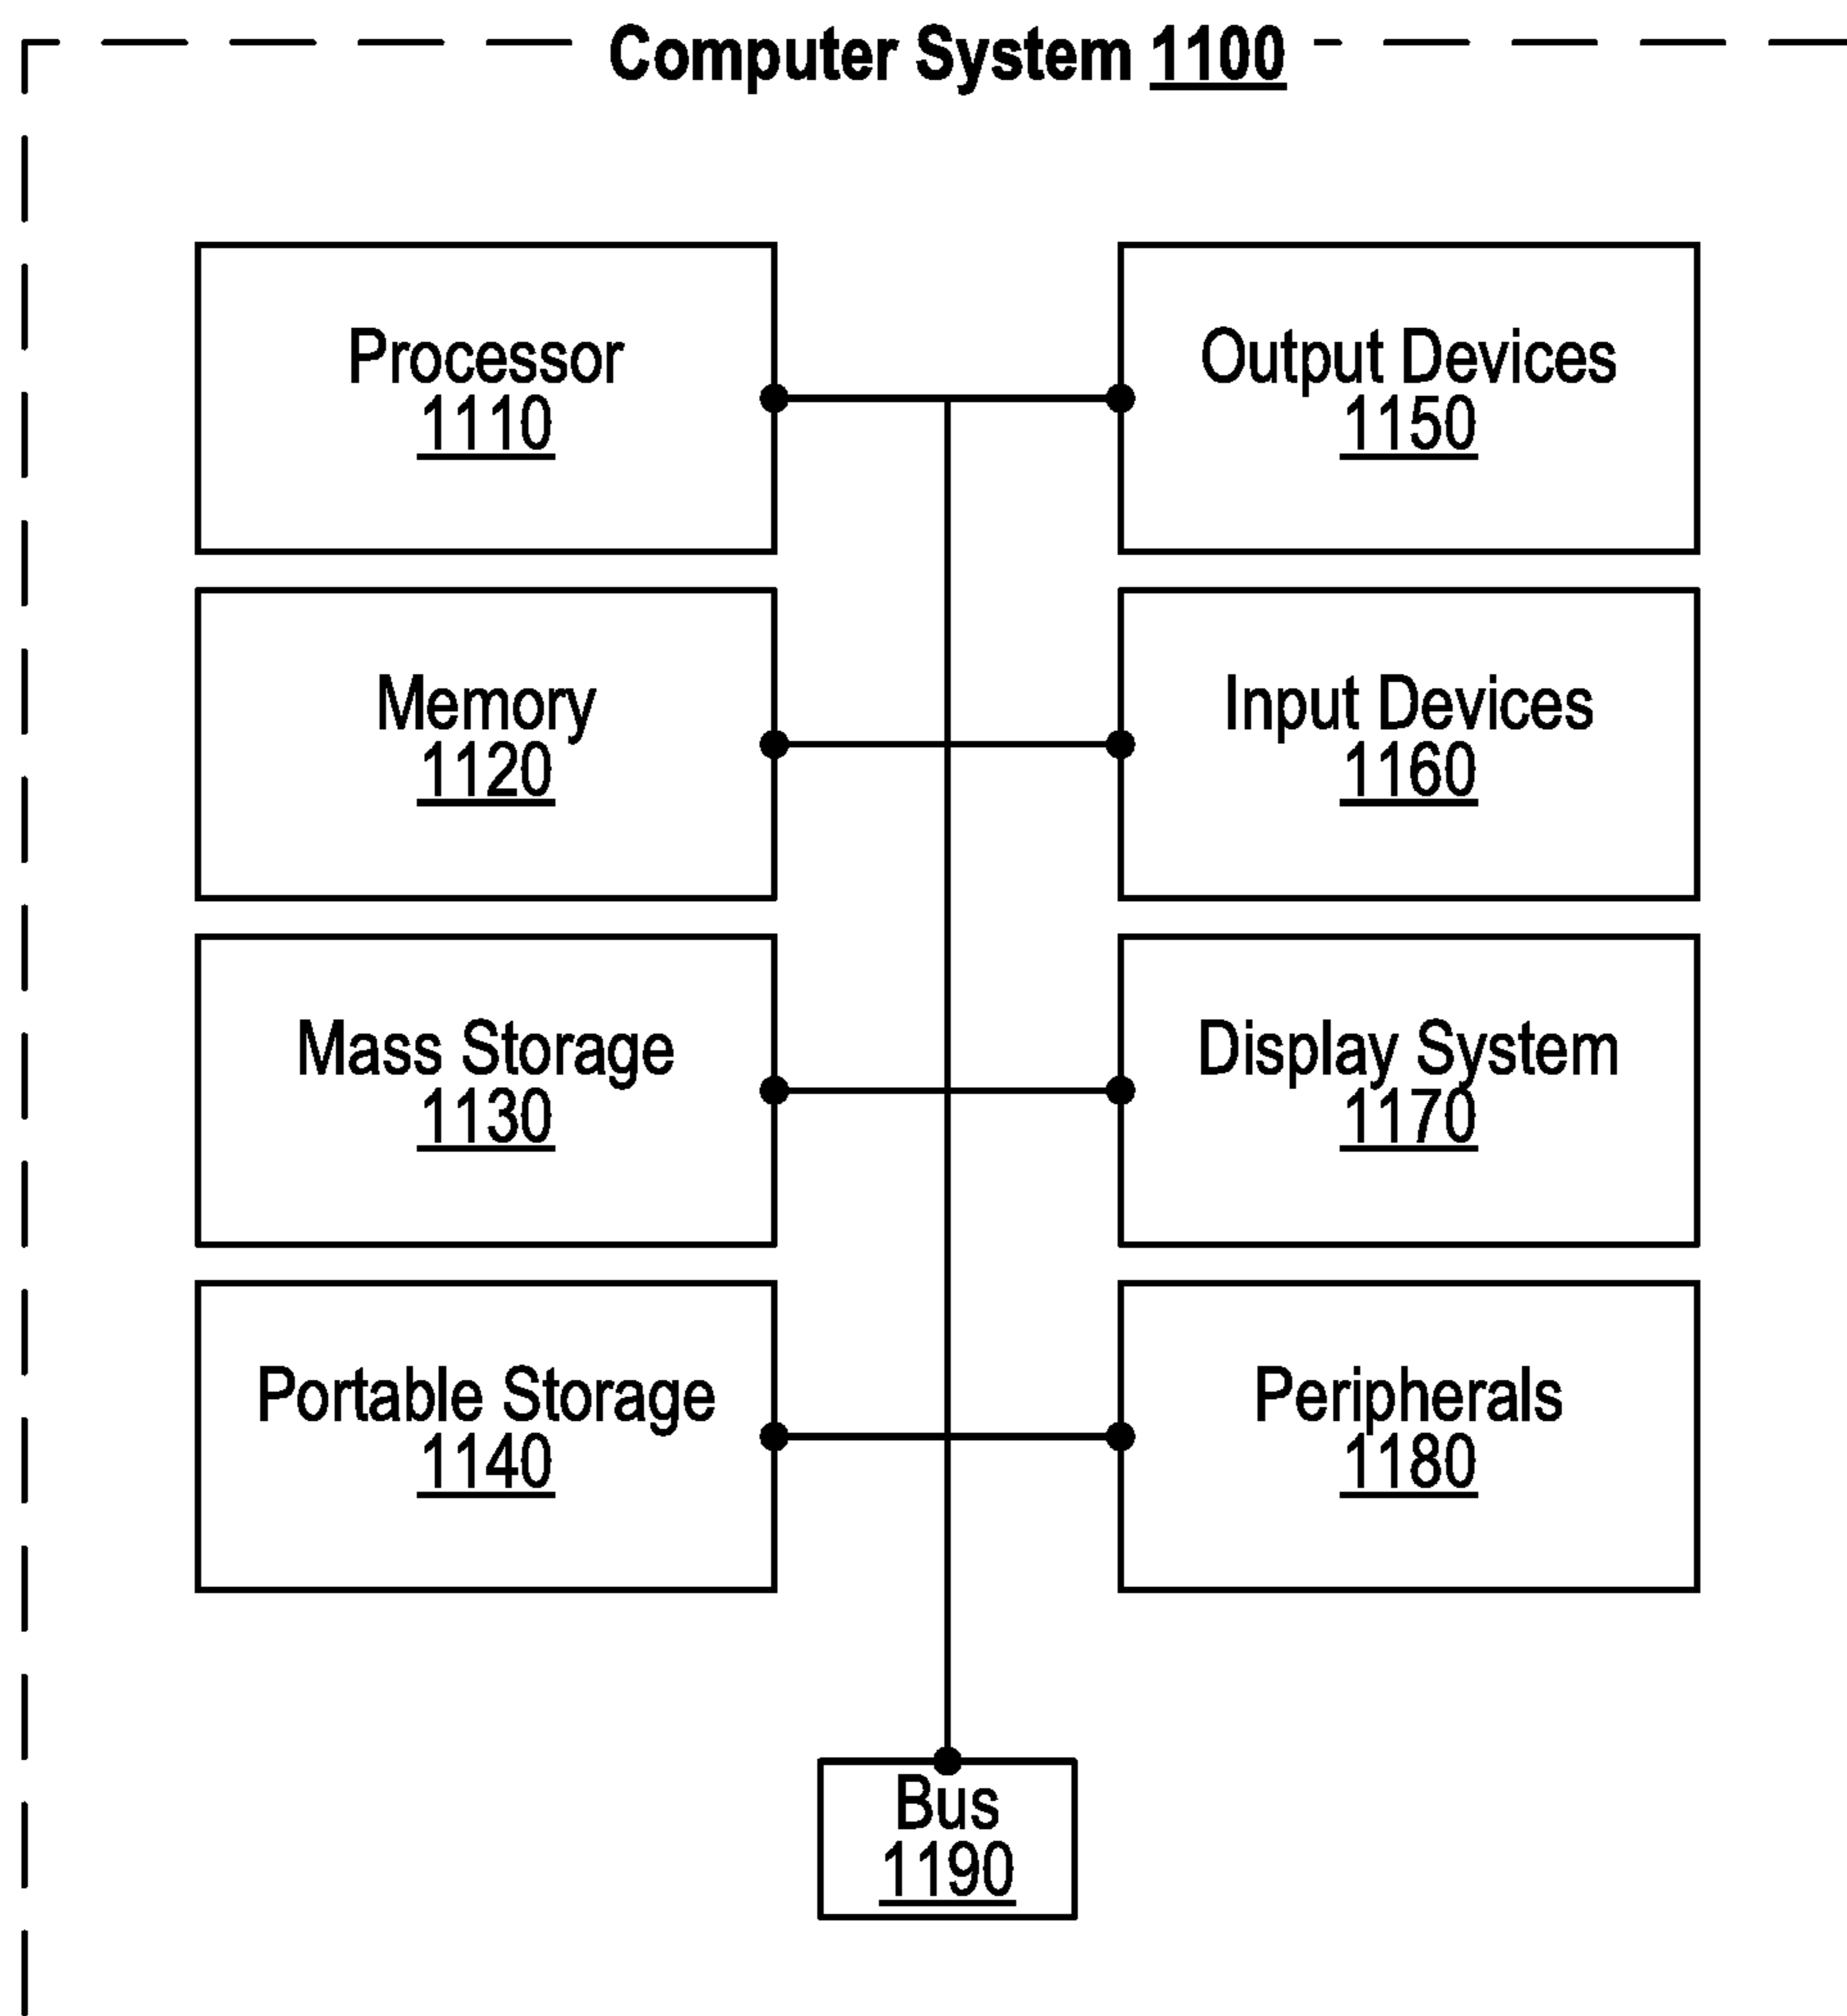 Computer System 1100
Processor
1110
Output Devices
1150
Memory
1120
Input Devices
1160
Mass Storage
1130
Display System
1170
Portable Storage
1140
Peripherals
1180
Bus
1190